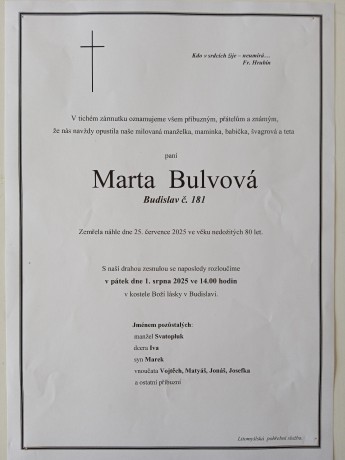 Kdo v srdcích žije – neumírá…
Fr. Hrubín
V tichém zármutku oznamujeme všem příbuzným, přátelům a známým,
že nás navždy opustila naše milovaná manželka, maminka, babička, švagrová a teta
paní
Marta Bulvová
Budislav č. 181
Zemřela náhle dne 25. července 2025 ve věku nedožitých 80 let.
S naší drahou zesnulou se naposledy rozloučíme
v pátek dne 1. srpna 2025 ve 14.00 hodin
v kostele Boží lásky v Budislavi.
Jménem pozůstalých:
manžel Svatopluk
dcera Iva
syn Marek
vnoučata Vojtěch, Matyáš, Jonáš, Josefka
a ostatní příbuzní
Litomyšlská pohřební služba